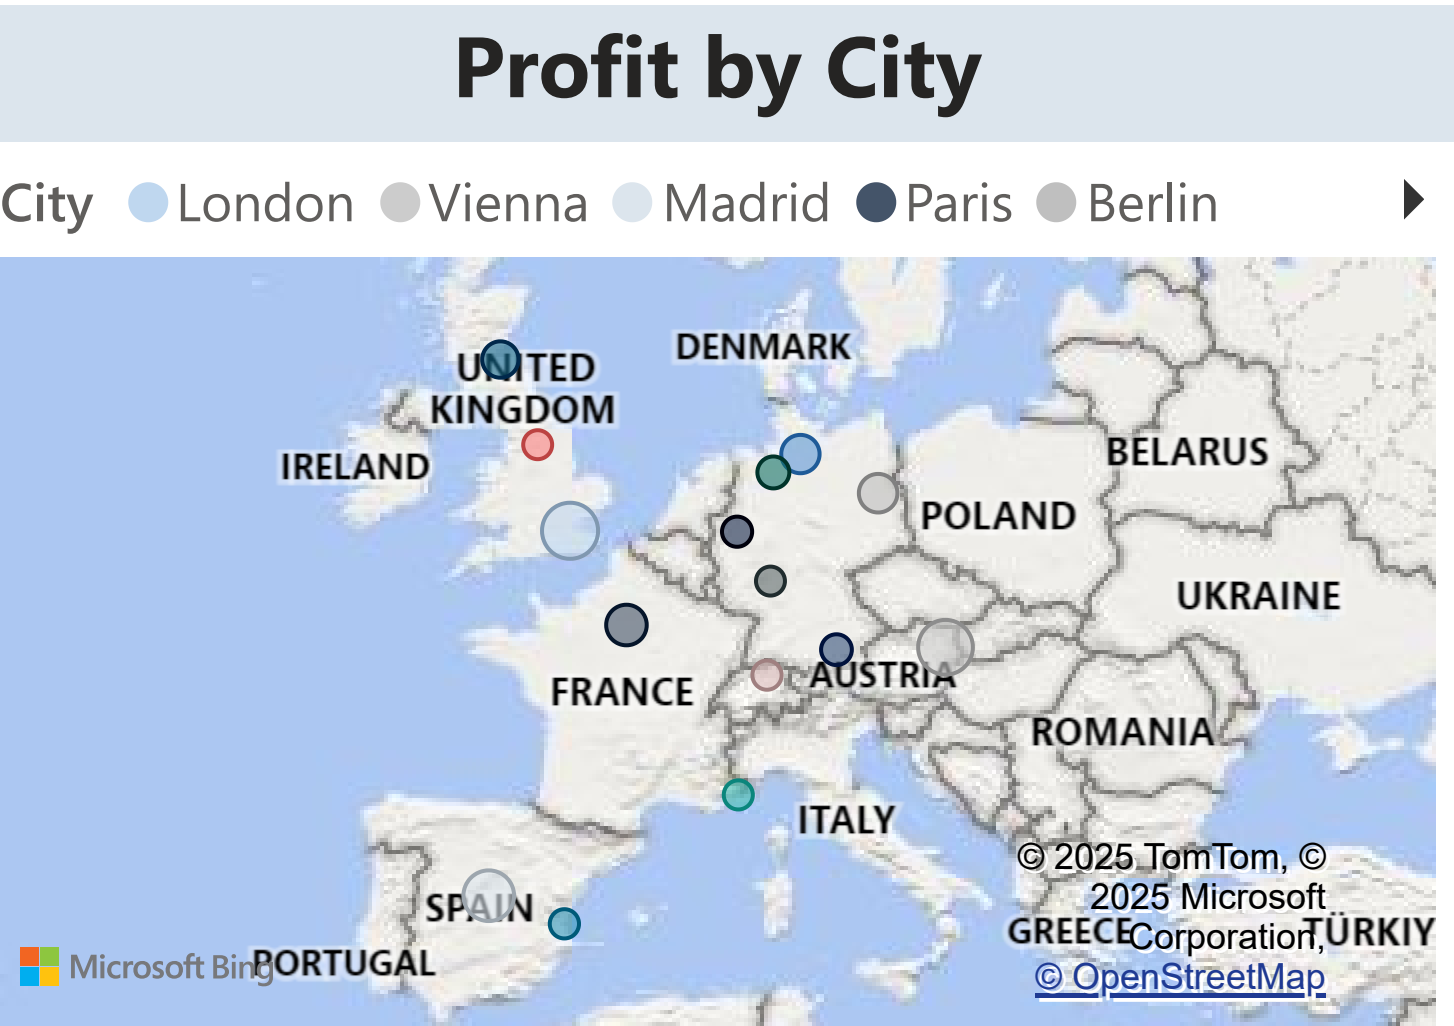 Profit by City
City London Vienna Madrid Paris Berlin
DENMARK
UNITED
KINGDOM
IRELAND
BELARUS
POLAND
UKRAINE
FRANCE
AUSTRIA
ROMANIA
ITALY
SPAIN
PORTUGAL
GREECE
TÜRKIY
Microsoft Bing
© 2025 TomTom, ©
2025 Microsoft
Corporation,
© OpenStreetMap